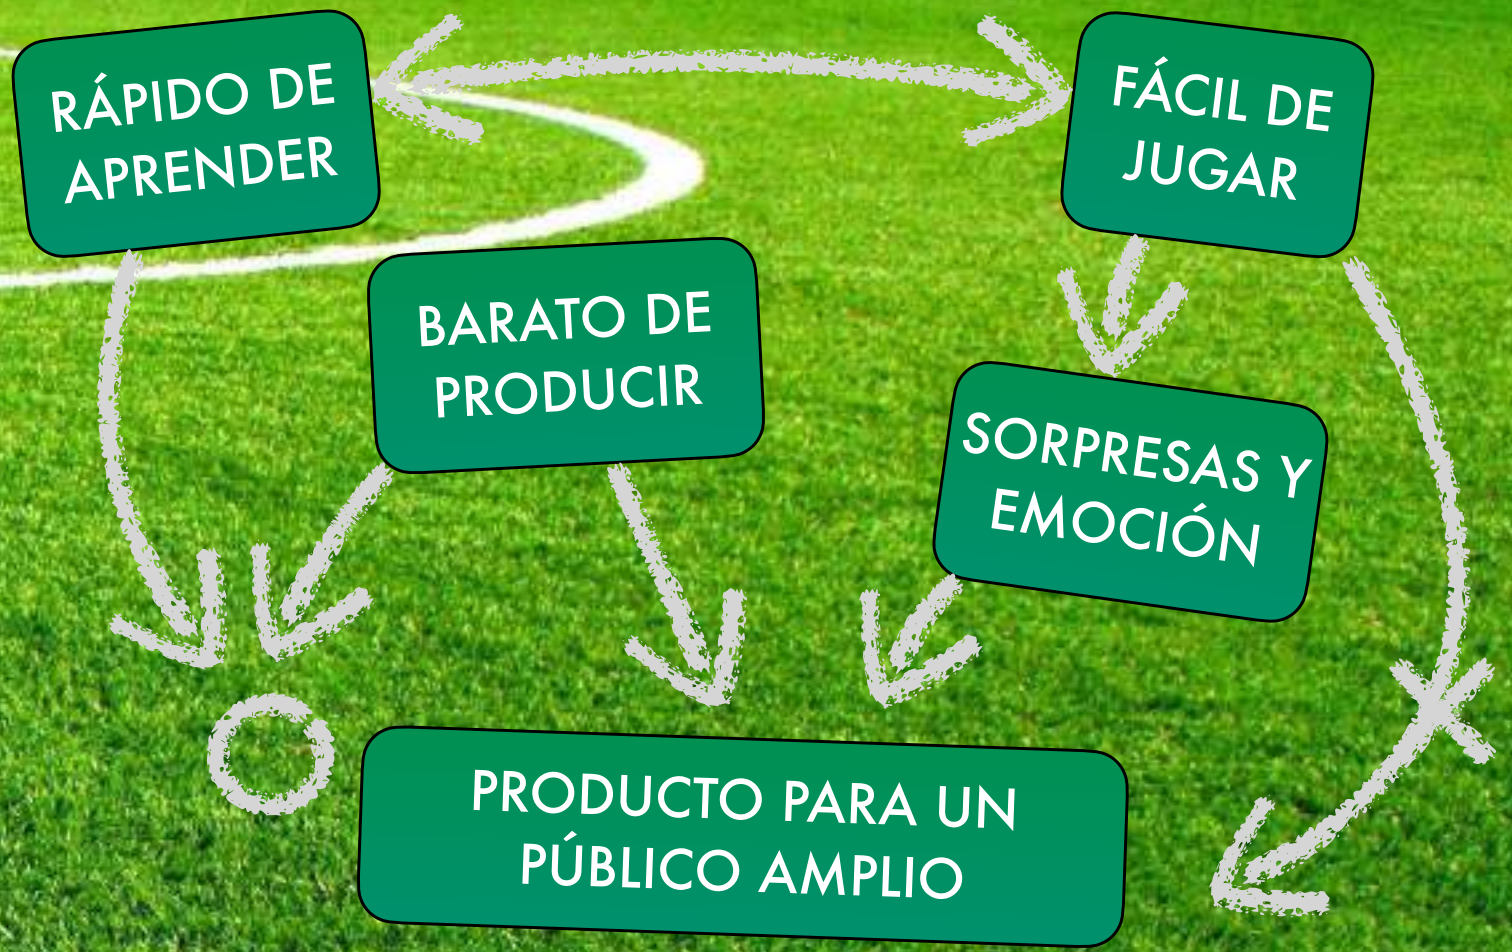 RÁPIDO DE
APRENDER
FÁCIL DE
JUGAR
BARATO DE
PRODUCIR
SORPRESAS Y
EMOCIÓN
PRODUCTO PARA UN
PÚBLICO AMPLIO